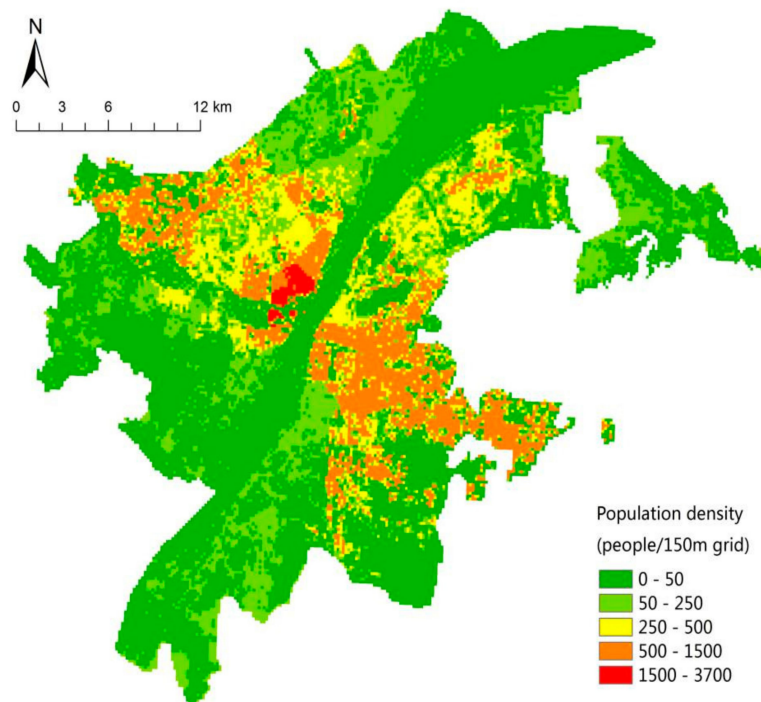 N
0 3 6 12 km
Population density
(people/150m grid)
0 - 50
50 - 250
250 - 500
500 - 1500
1500 - 3700